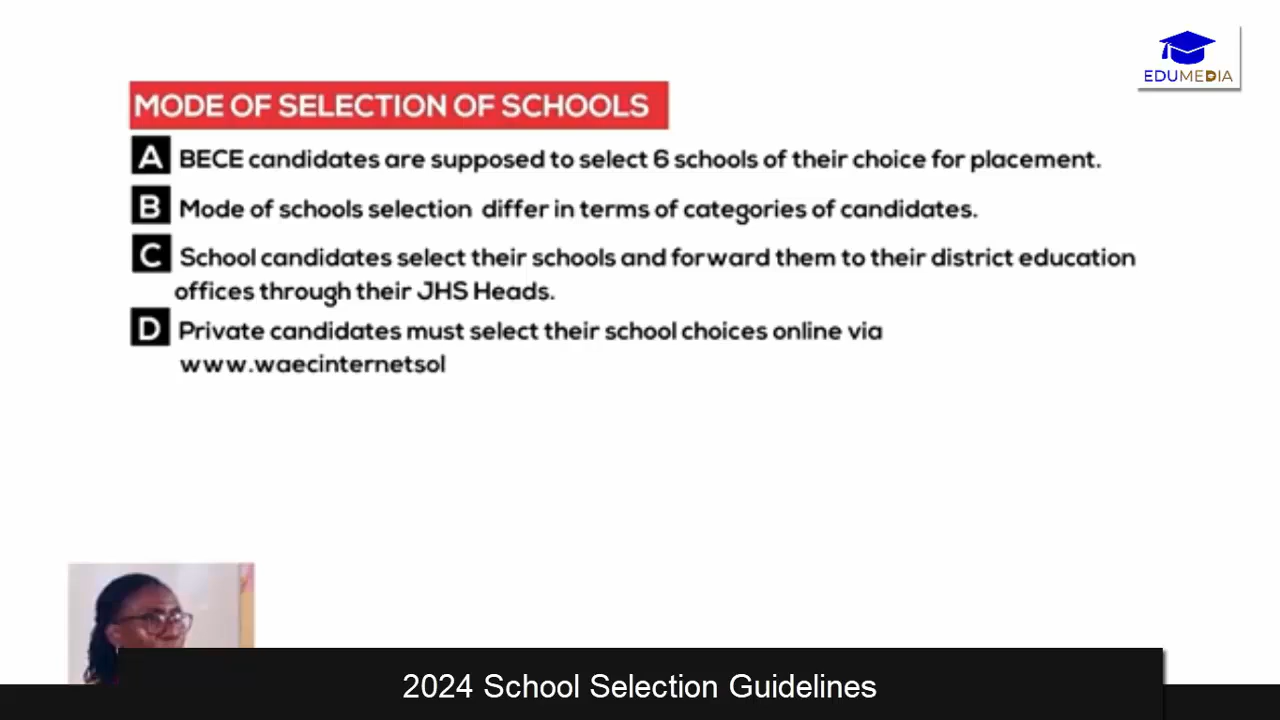 EDUMEDIA
MODE OF SELECTION OF SCHOOLS
A BECE candidates are supposed to select 6 schools of their choice for placement.
B Mode of schools selection differ in terms of categories of candidates.
C School candidates select their schools and forward them to their district education
offices through their JHS Heads.
D Private candidates must select their school choices online via
www.waecinternetsol
2024 School Selection Guidelines